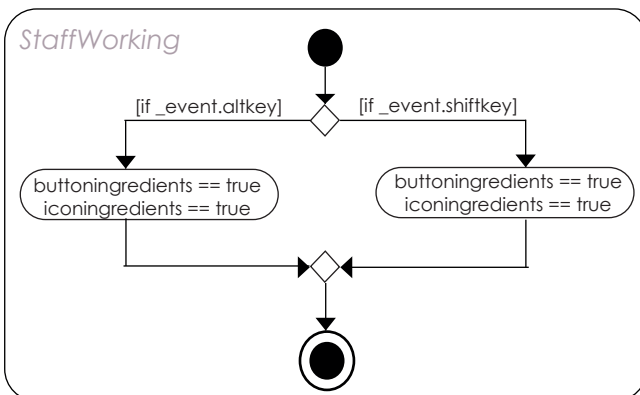 StaffWorking
[if _event.altkey]
[if _event.shiftkey]
buttoningredients == true
iconingredients == true
buttoningredients == true
iconingredients == true